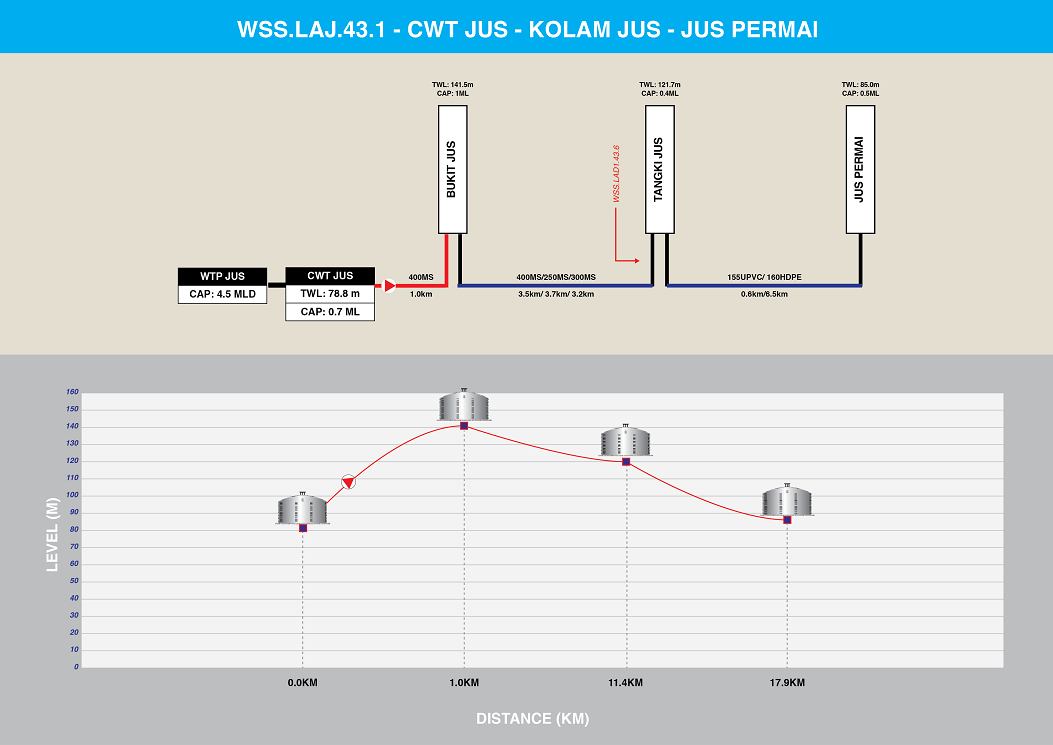 WSS.LAJ.43.1 - CWT JUS - KOLAM JUS - JUS PERMAI
TWL: 141.5m
CAP: 1ML
TWL: 121.7m
CAP: 0.4ML
TWL: 85.0m
CAP: 0.5ML
BUKIT JUS
WSS.LAD1.43.6
TANGKI JUS
JUS PERMAI
WTP JUS
CAP: 4.5 MLD
CWT JUS
TWL: 78.8 m
CAP: 0.7 ML
400MS
1.0km
400MS/250MS/300MS
3.5km/ 3.7km/ 3.2km
155UPVC/ 160HDPE
0.6km/6.5km
160
150
140
130
120
110
100
90
80
70
60
50
40
30
20
10
0
LEVEL (M)
0.0KM
1.0KM
11.4KM
17.9KM
DISTANCE (KM)